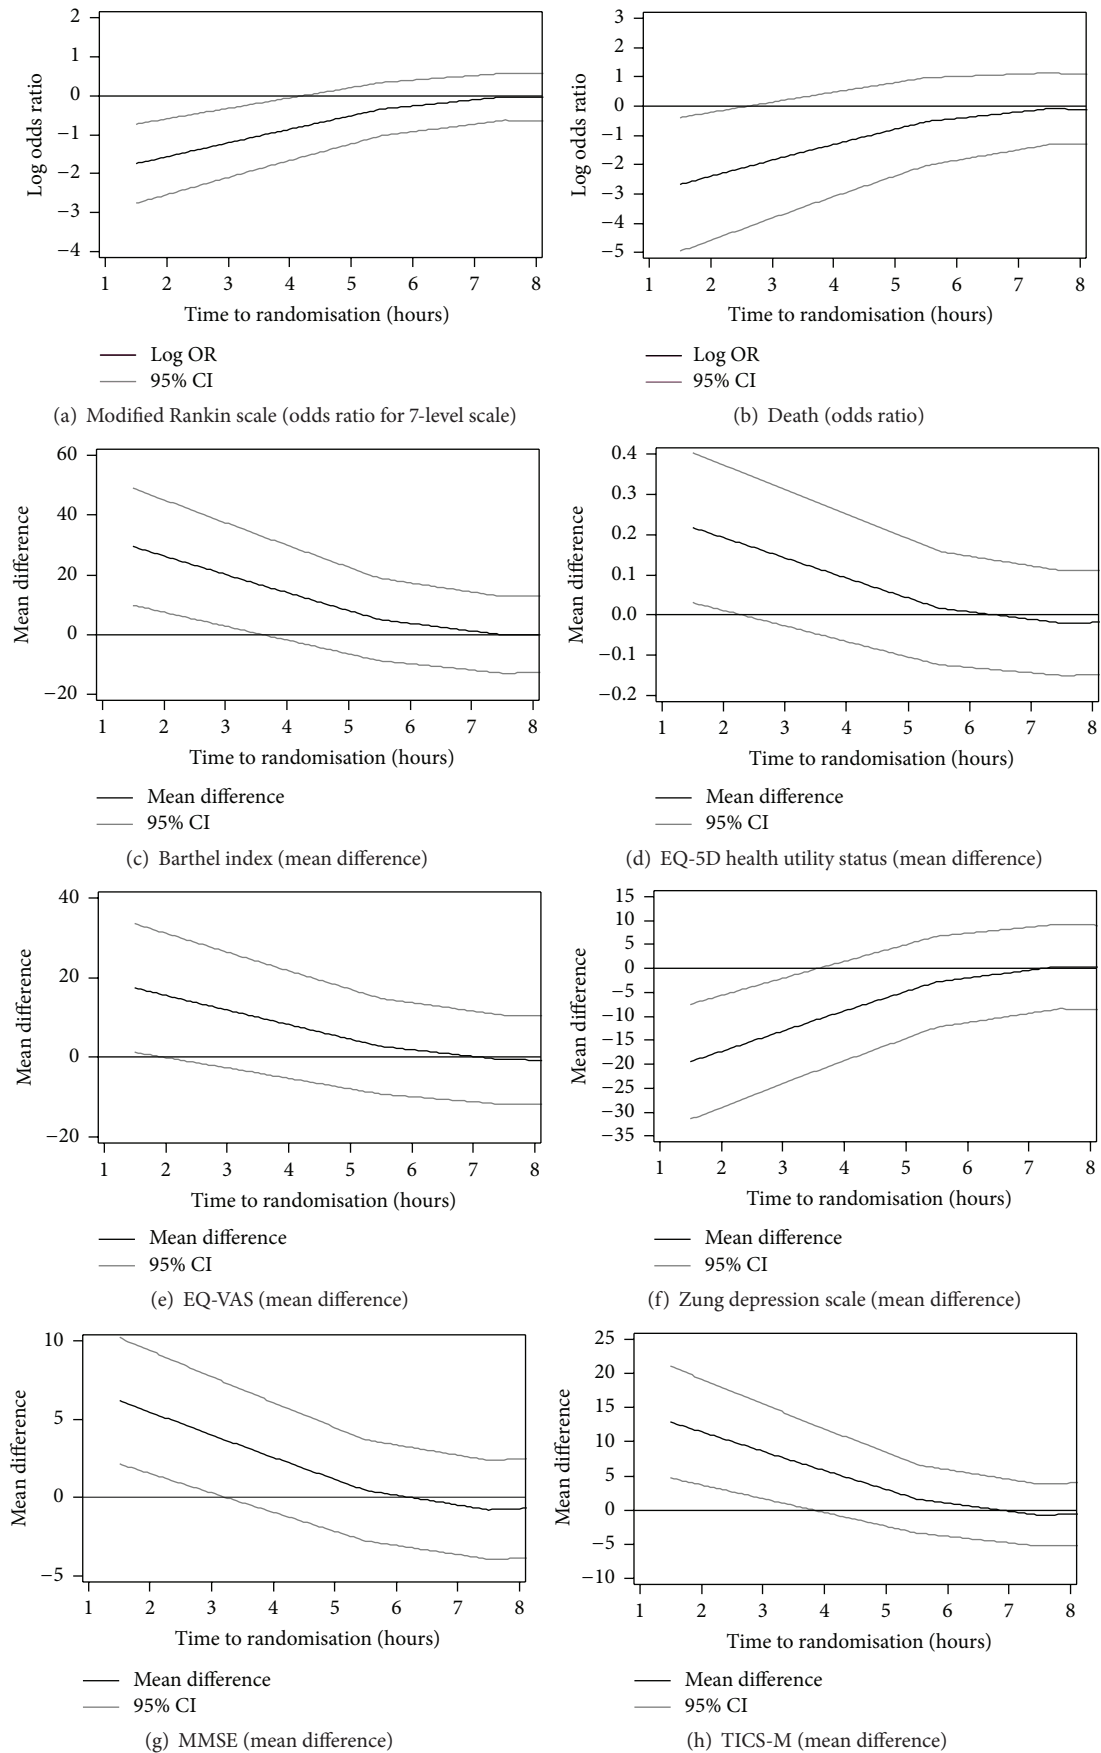 2
1
0
−1
−2
−3
−4
Log odds ratio
1 2 3 4 5 6 7 8
Time to randomisation (hours)
Log OR
95% CI
(a) Modified Rankin scale (odds ratio for 7-level scale)
3
2
1
0
−1
−2
−3
−4
−5
Log odds ratio
1 2 3 4 5 6 7 8
Time to randomisation (hours)
Log OR
95% CI
(b) Death (odds ratio)
60
40
20
0
−20
Mean difference
1 2 3 4 5 6 7 8
Time to randomisation (hours)
Mean difference
95% CI
(c) Barthel index (mean difference)
0.4
0.3
0.2
0.1
0.0
−0.1
−0.2
Mean difference
1 2 3 4 5 6 7 8
Time to randomisation (hours)
Mean difference
95% CI
(d) EQ-5D health utility status (mean difference)
40
20
0
−20
Mean difference
1 2 3 4 5 6 7 8
Time to randomisation (hours)
Mean difference
95% CI
(e) EQ-VAS (mean difference)
15
10
5
0
−5
−10
−15
−20
−25
−30
−35
Mean difference
1 2 3 4 5 6 7 8
Time to randomisation (hours)
Mean difference
95% CI
(f) Zung depression scale (mean difference)
10
5
0
−5
Mean difference
1 2 3 4 5 6 7 8
Time to randomisation (hours)
Mean difference
95% CI
(g) MMSE (mean difference)
25
20
15
10
5
0
−5
−10
Mean difference
1 2 3 4 5 6 7 8
Time to randomisation (hours)
Mean difference
95% CI
(h) TICS-M (mean difference)